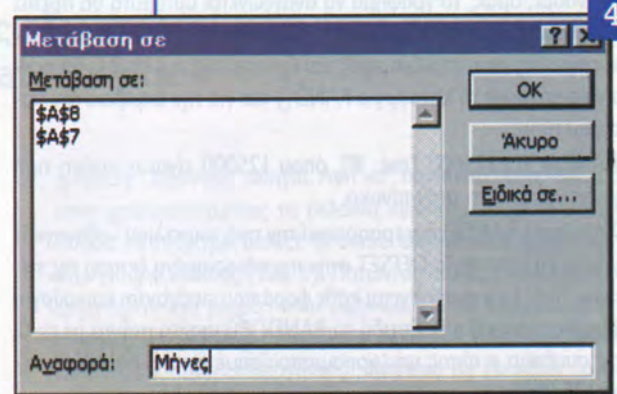 4
Μετάβαση σε
Μετάβαση σε:
$A$8
$A$7
OK
Άκυρο
Ειδικά σε...
Αναφορά: Μήνες